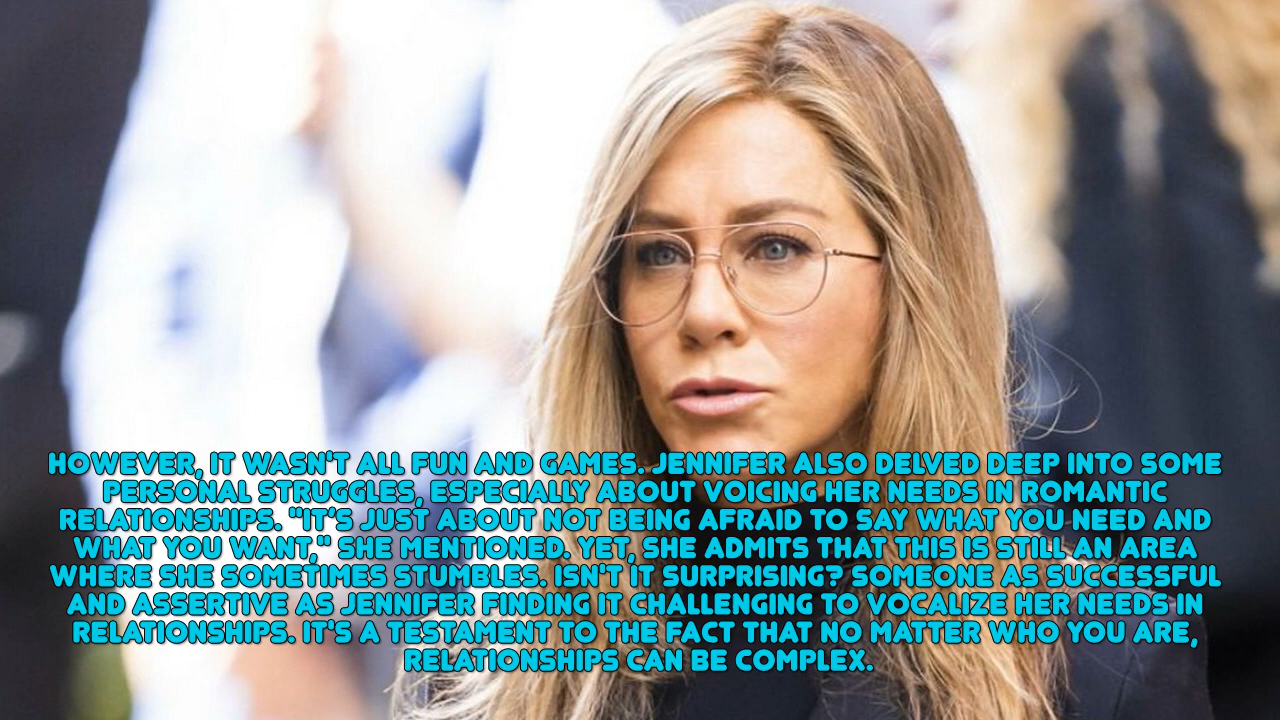 HOWEVER, IT WASN'T ALL FUN AND GAMES. JENNIFER ALSO DELVED DEEP INTO SOME
PERSONAL STRUGGLES, ESPECIALLY ABOUT VOICING HER NEEDS IN ROMANTIC
RELATIONSHIPS. "IT'S JUST ABOUT NOT BEING AFRAID TO SAY WHAT YOU NEED AND
WHAT YOU WANT," SHE MENTIONED. YET, SHE ADMITS THAT THIS IS STILL AN AREA
WHERE SHE SOMETIMES STUMBLES. ISN'T IT SURPRISING? SOMEONE AS SUCCESSFUL
AND ASSERTIVE AS JENNIFER FINDING IT CHALLENGING TO VOCALIZE HER NEEDS IN
RELATIONSHIPS. IT'S A TESTAMENT TO THE FACT THAT NO MATTER WHO YOU ARE,
RELATIONSHIPS CAN BE COMPLEX.